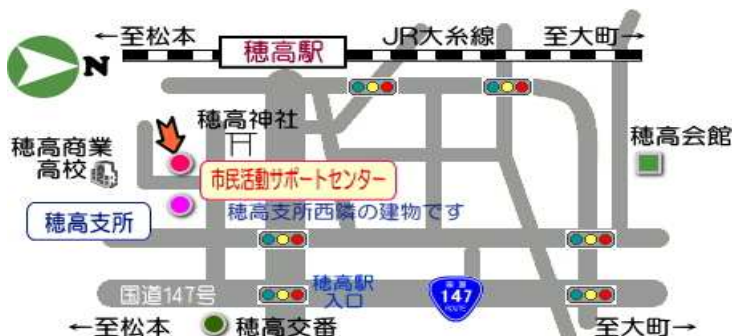 ←至松本
穂高駅
JR大糸線
至大町→
N
穂高神社
穂高商業
高校
穂高会館
市民活動サポートセンター
穂高支所
穂高支所西隣の建物です
国道147号
穂高駅
入口
国道
147
ROUTE
←至松本
穂高交番
至大町→